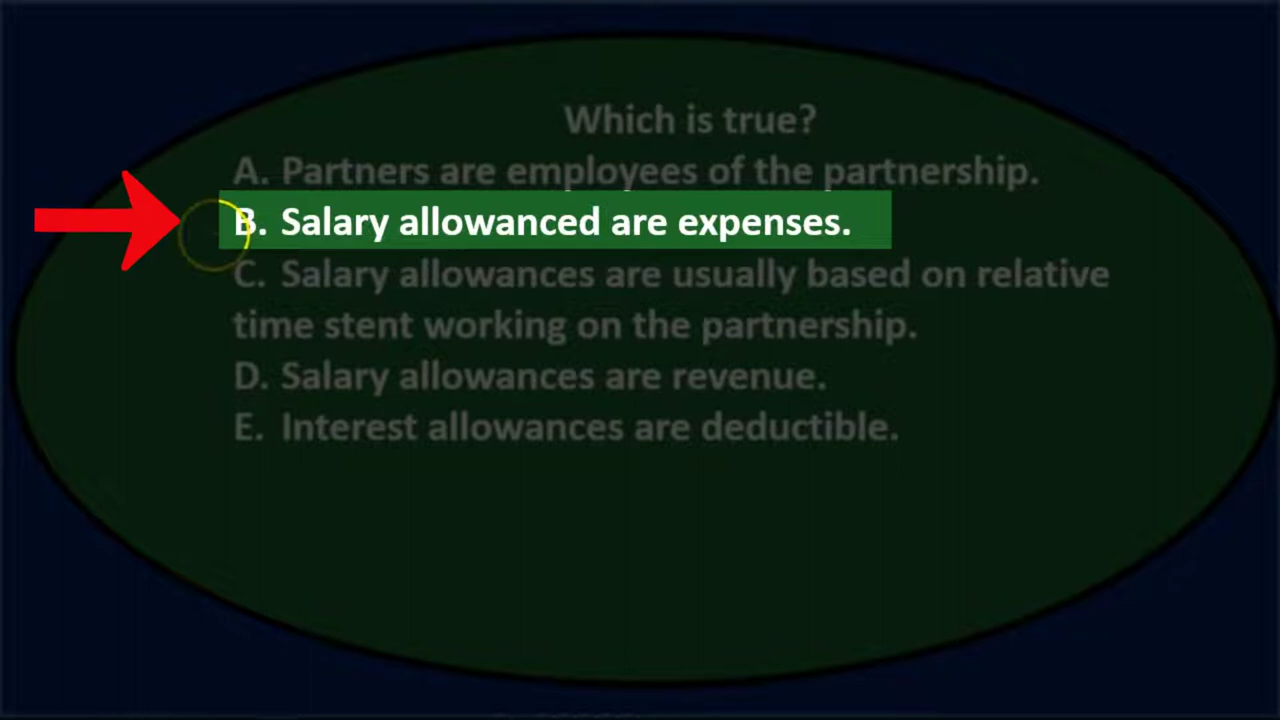 Which is true?
A. Partners are employees of the partnership.
B. Salary allowanced are expenses.
C. Salary allowances are usually based on relative
time stent working on the partnership.
D. Salary allowances are revenue.
E. Interest allowances are deductible.